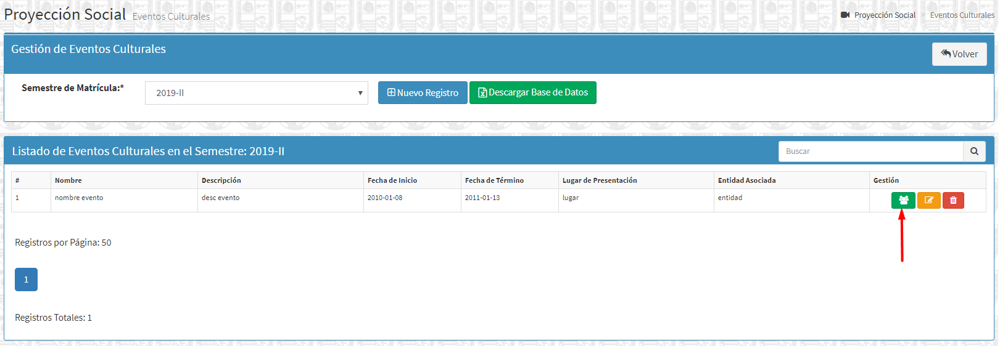 Proyección Social Eventos Culturales
Proyección Social > Eventos Culturales
Gestión de Eventos Culturales
Volver
Semestre de Matrícula:*
2019-II
Nuevo Registro
Descargar Base de Datos
Listado de Eventos Culturales en el Semestre: 2019-II
Buscar
# Nombre Descripción Fecha de Inicio Fecha de Término Lugar de Presentación Entidad Asociada Gestión
1 nombre evento desc evento 2010-01-08 2011-01-13 lugar entidad
Registros por Página: 50
1
Registros Totales: 1